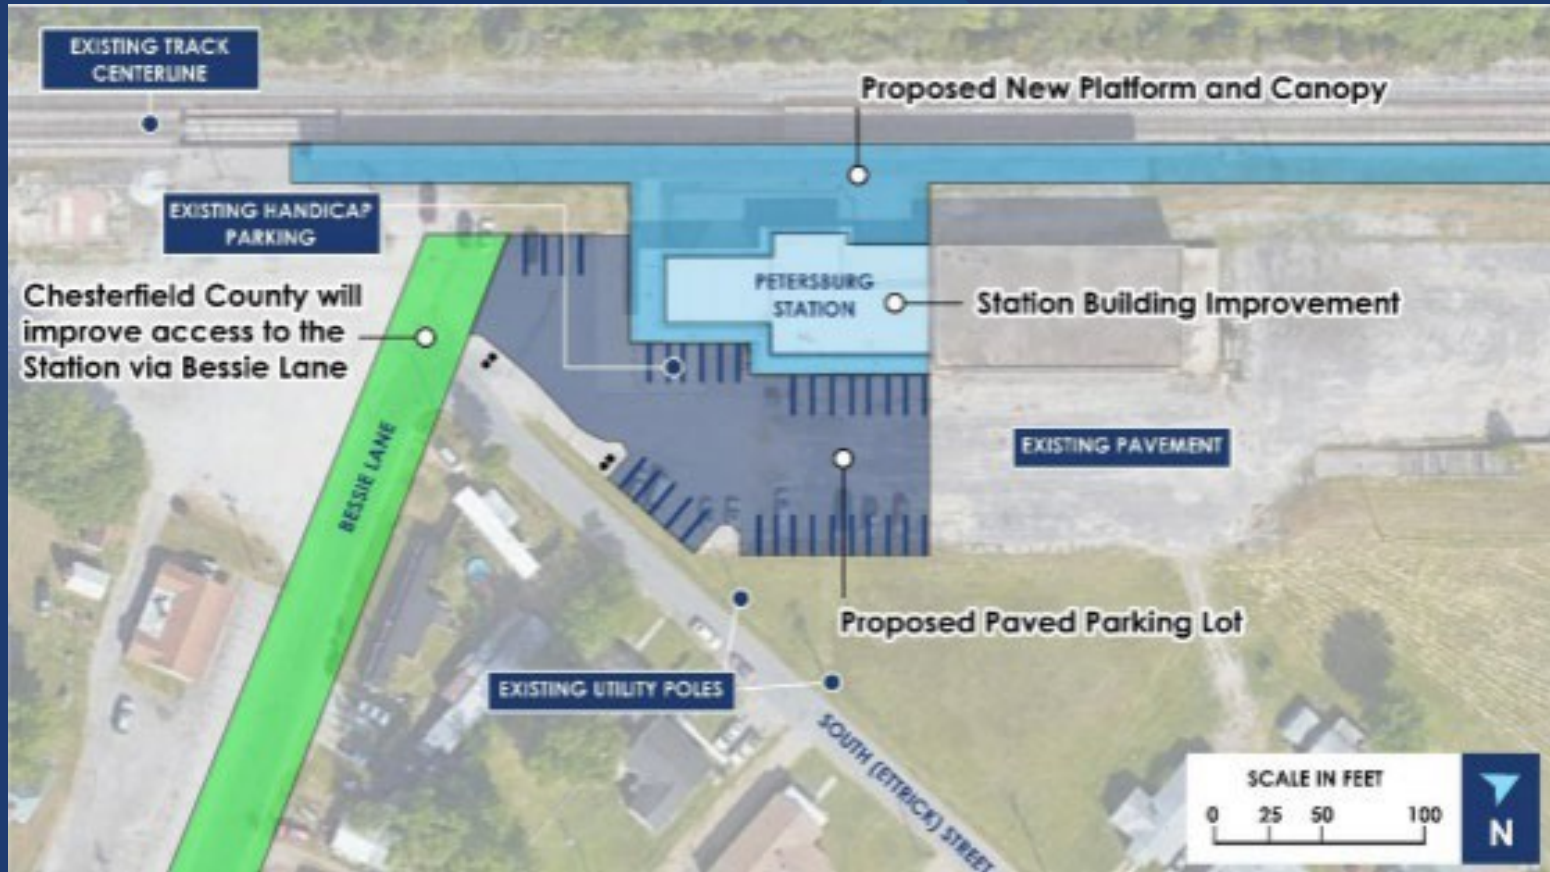 EXISTING TRACK
CENTERLINE
Proposed New Platform and Canopy
EXISTING HANDICAP
PARKING
PETERSBURG
STATION
Station Building Improvement
Chesterfield County will
improve access to the
Station via Bessie Lane
BESSIE LANE
EXISTING PAVEMENT
Proposed Paved Parking Lot
EXISTING UTILITY POLES
SOUTH (ETTRICK) STREET
SCALE IN FEET
0 25 50 100
N